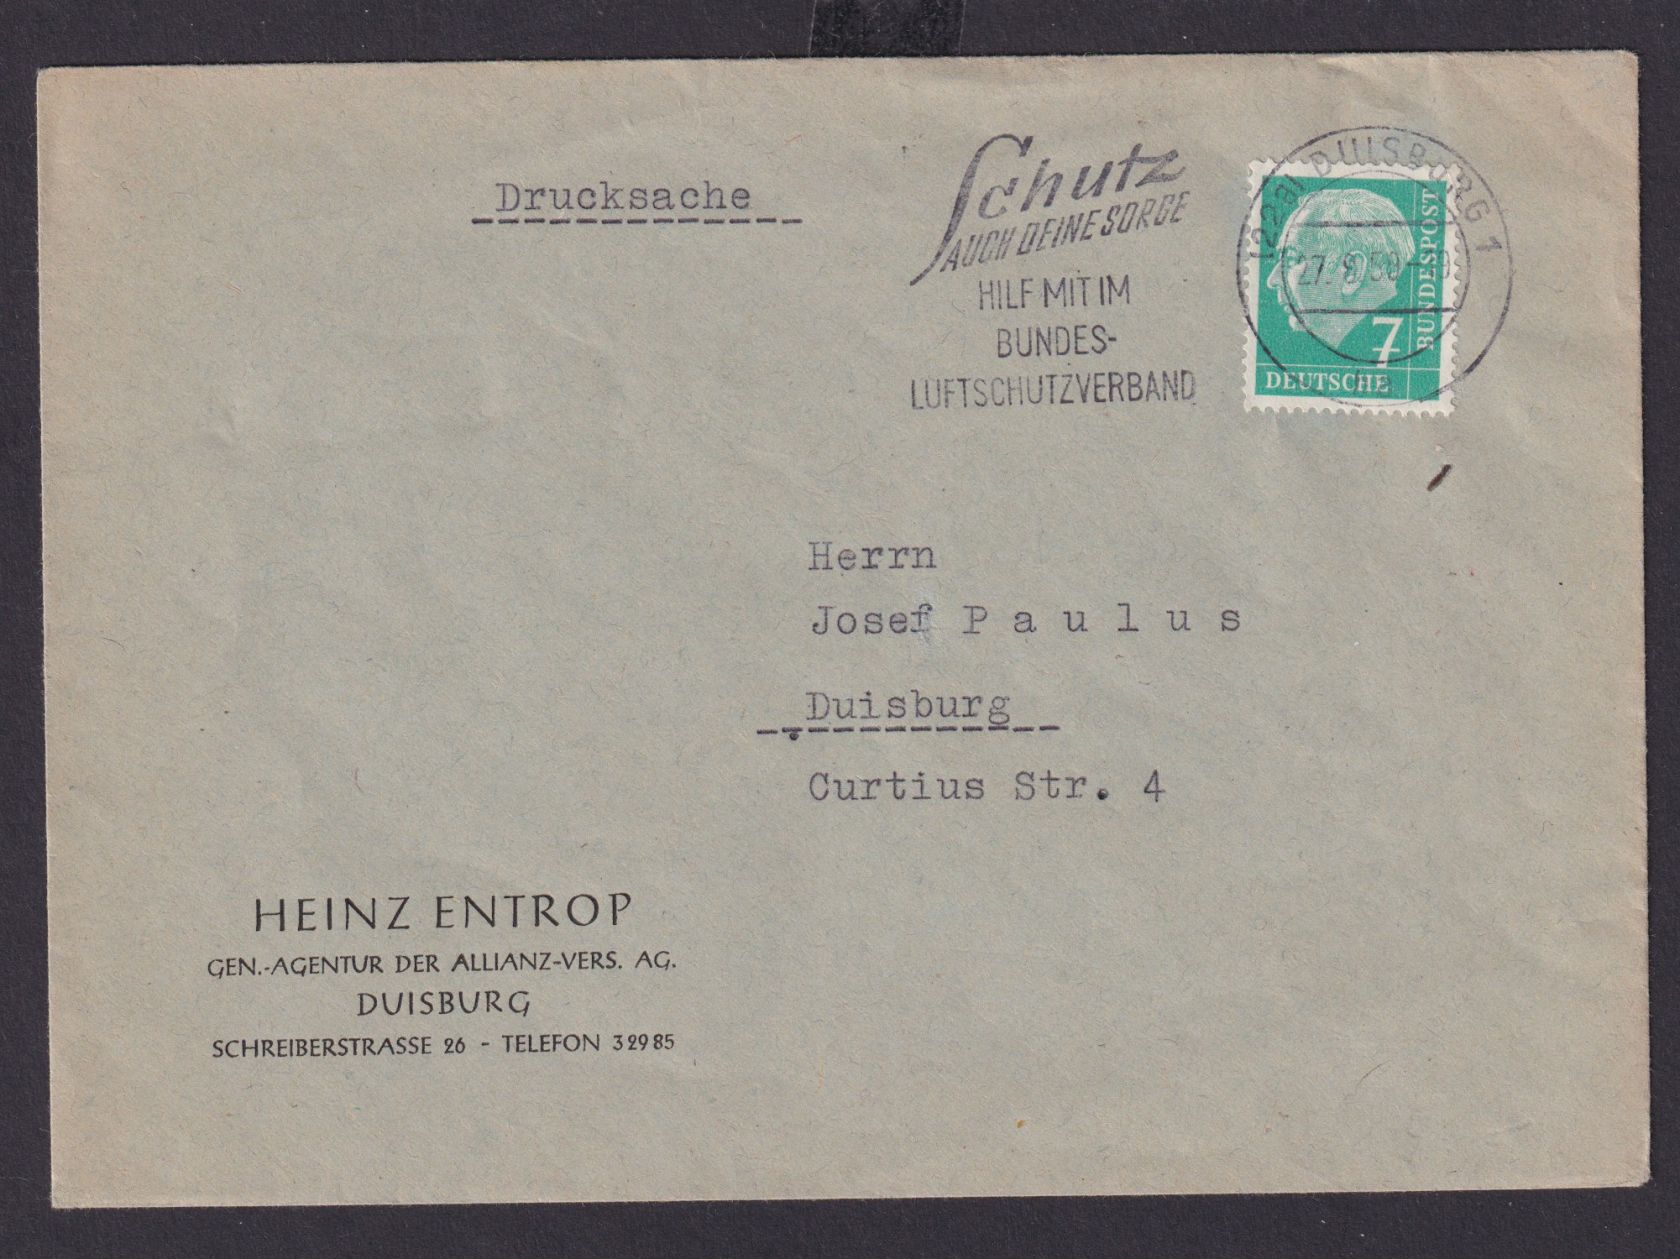 Drucksache
Schutz
AUCH DEINE SORGE
HILF MIT IM
BUNDES-
LUFTSCHUTZVERBAND
(22a) DUISBURG 1
7
DEUTSCHE
BUNDESPOST
Herrn
Josef Paulus
Duisburg
Curtius Str. 4
HEINZ ENTROP
GEN.-AGENTUR DER ALLIANZ-VERS. AG.
DUISBURG
SCHREIBERSTRASSE 26 - TELEFON 32985